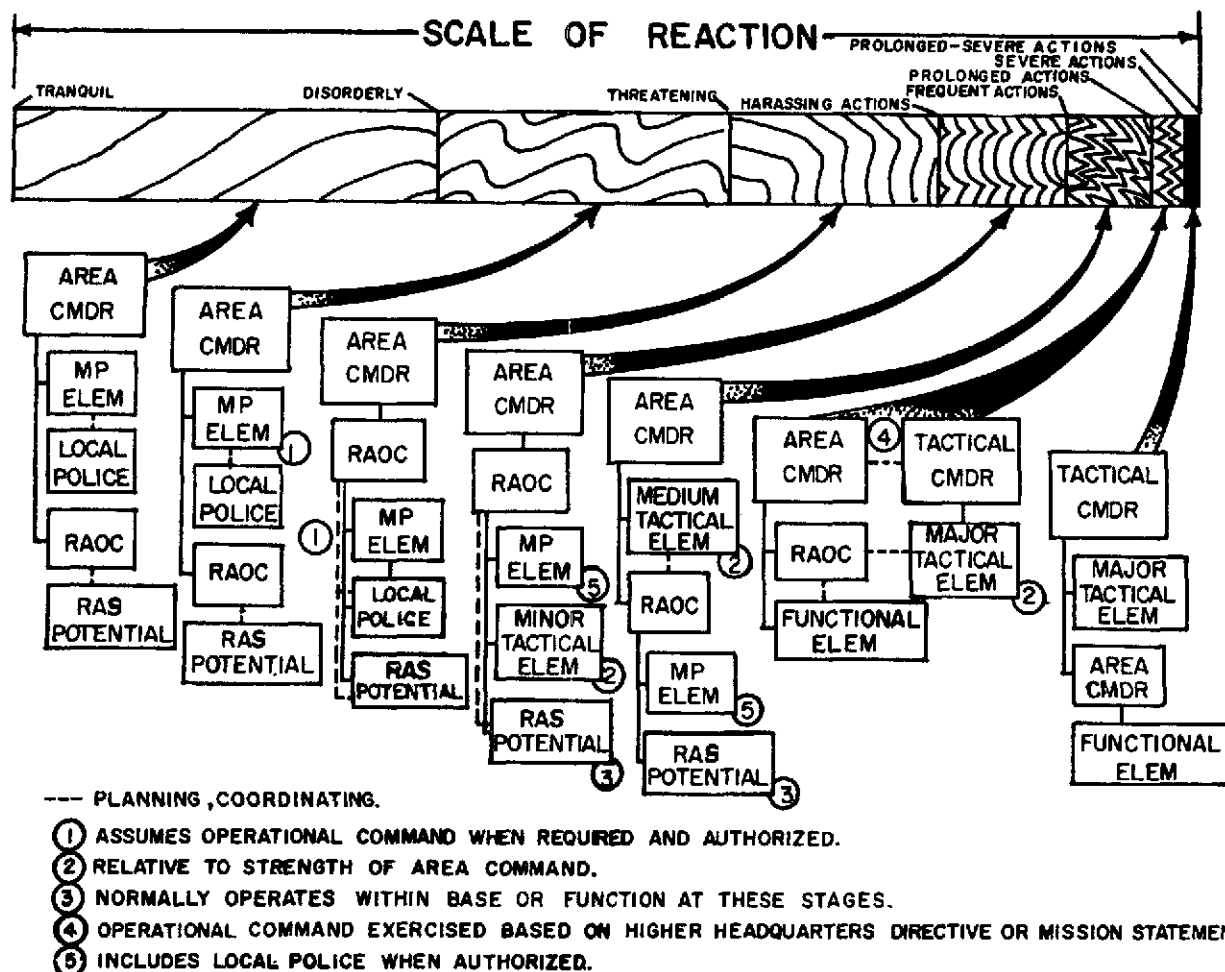 SCALE OF REACTION
PROLONGED-SEVERE ACTIONS
SEVERE ACTIONS
PROLONGED ACTIONS
FREQUENT ACTIONS
TRANQUIL
DISORDERLY
THREATENING
HARASSING ACTIONS
AREA
CMDR
MP
ELEM
LOCAL
POLICE
RAOC
RAS
POTENTIAL
AREA
CMDR
MP
ELEM
1
LOCAL
POLICE
RAOC
RAS
POTENTIAL
AREA
CMDR
RAOC
1
MP
ELEM
LOCAL
POLICE
RAS
POTENTIAL
AREA
CMDR
RAOC
MP
ELEM
5
MINOR
TACTICAL
ELEM
2
RAS
POTENTIAL
3
AREA
CMDR
MEDIUM
TACTICAL
ELEM
2
RAOC
MP
ELEM
5
RAS
POTENTIAL
3
AREA
CMDR
4
TACTICAL
CMDR
RAOC
MAJOR
TACTICAL
ELEM
2
FUNCTIONAL
ELEM
TACTICAL
CMDR
MAJOR
TACTICAL
ELEM
AREA
CMDR
FUNCTIONAL
ELEM
--- PLANNING, COORDINATING.
1 ASSUMES OPERATIONAL COMMAND WHEN REQUIRED AND AUTHORIZED.
2 RELATIVE TO STRENGTH OF AREA COMMAND.
3 NORMALLY OPERATES WITHIN BASE OR FUNCTION AT THESE STAGES.
4 OPERATIONAL COMMAND EXERCISED BASED ON HIGHER HEADQUARTERS DIRECTIVE OR MISSION STATEMEN
5 INCLUDES LOCAL POLICE WHEN AUTHORIZED.